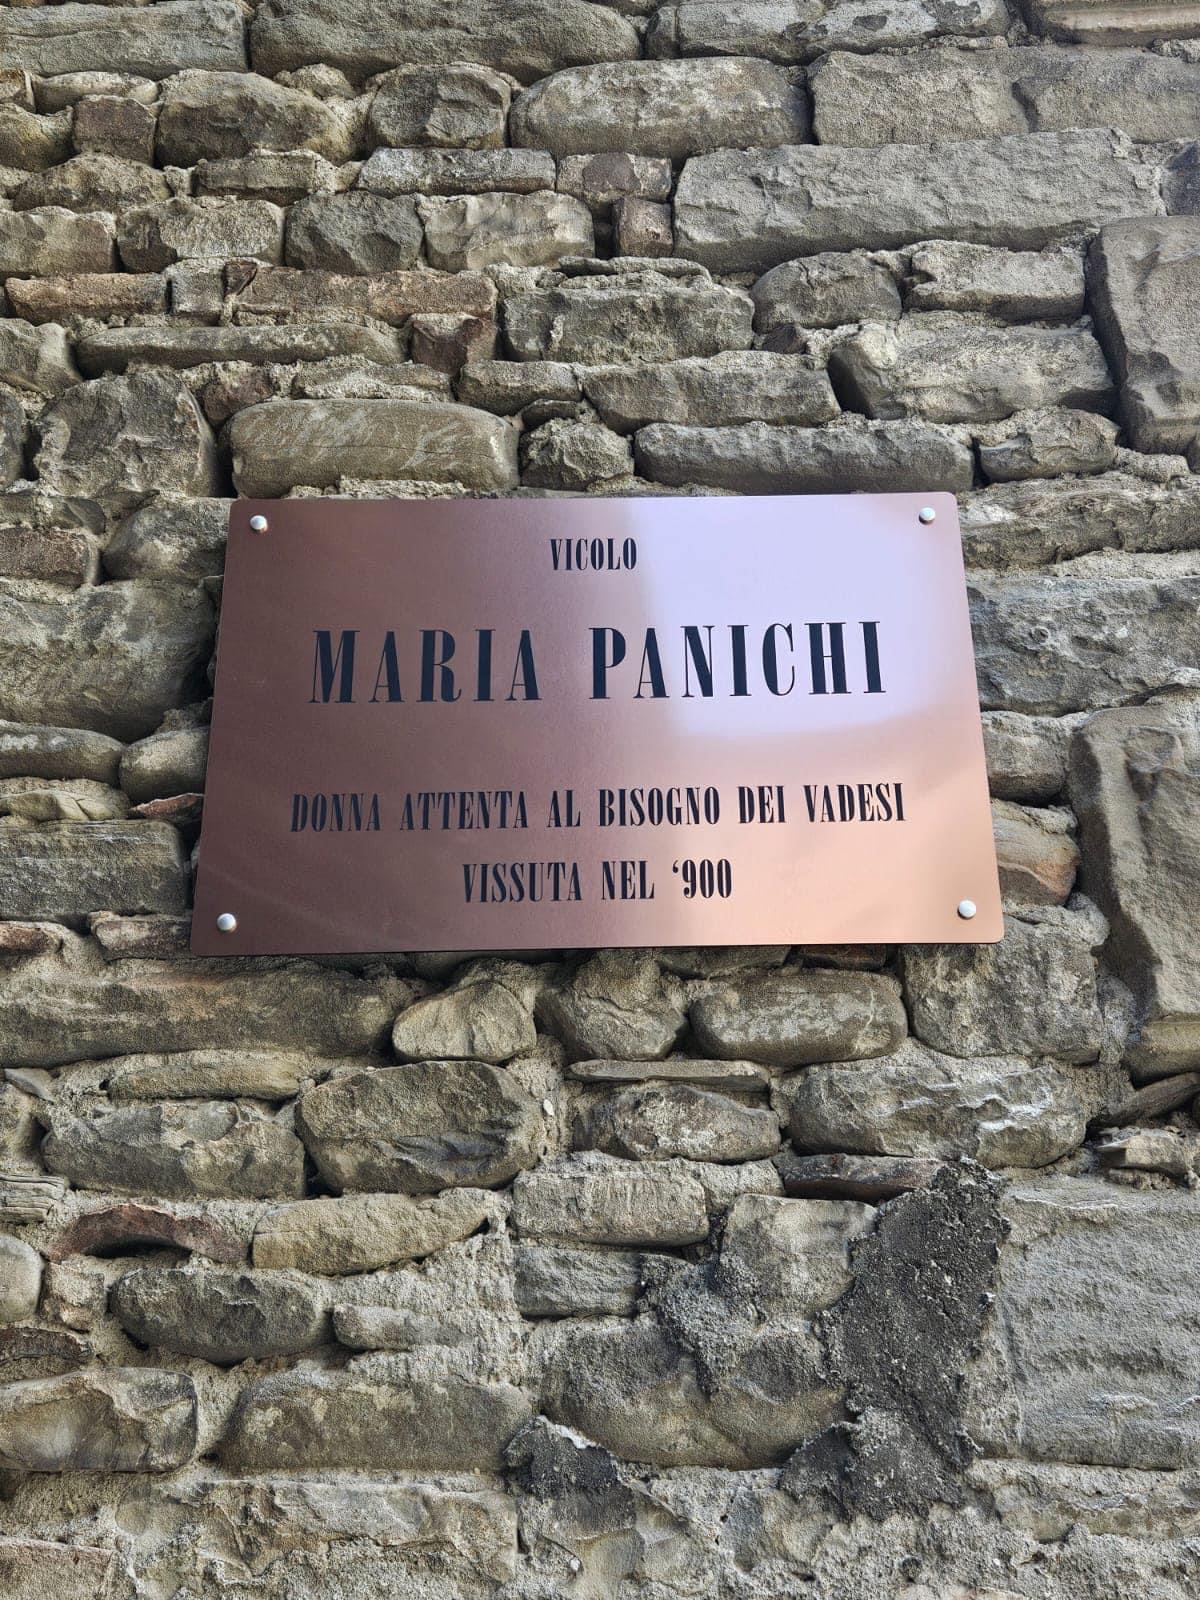 VICOLO
MARIA PANICHI
DONNA ATTENTA AL BISOGNO DEI VADESI
VISSUTA NEL ‘900